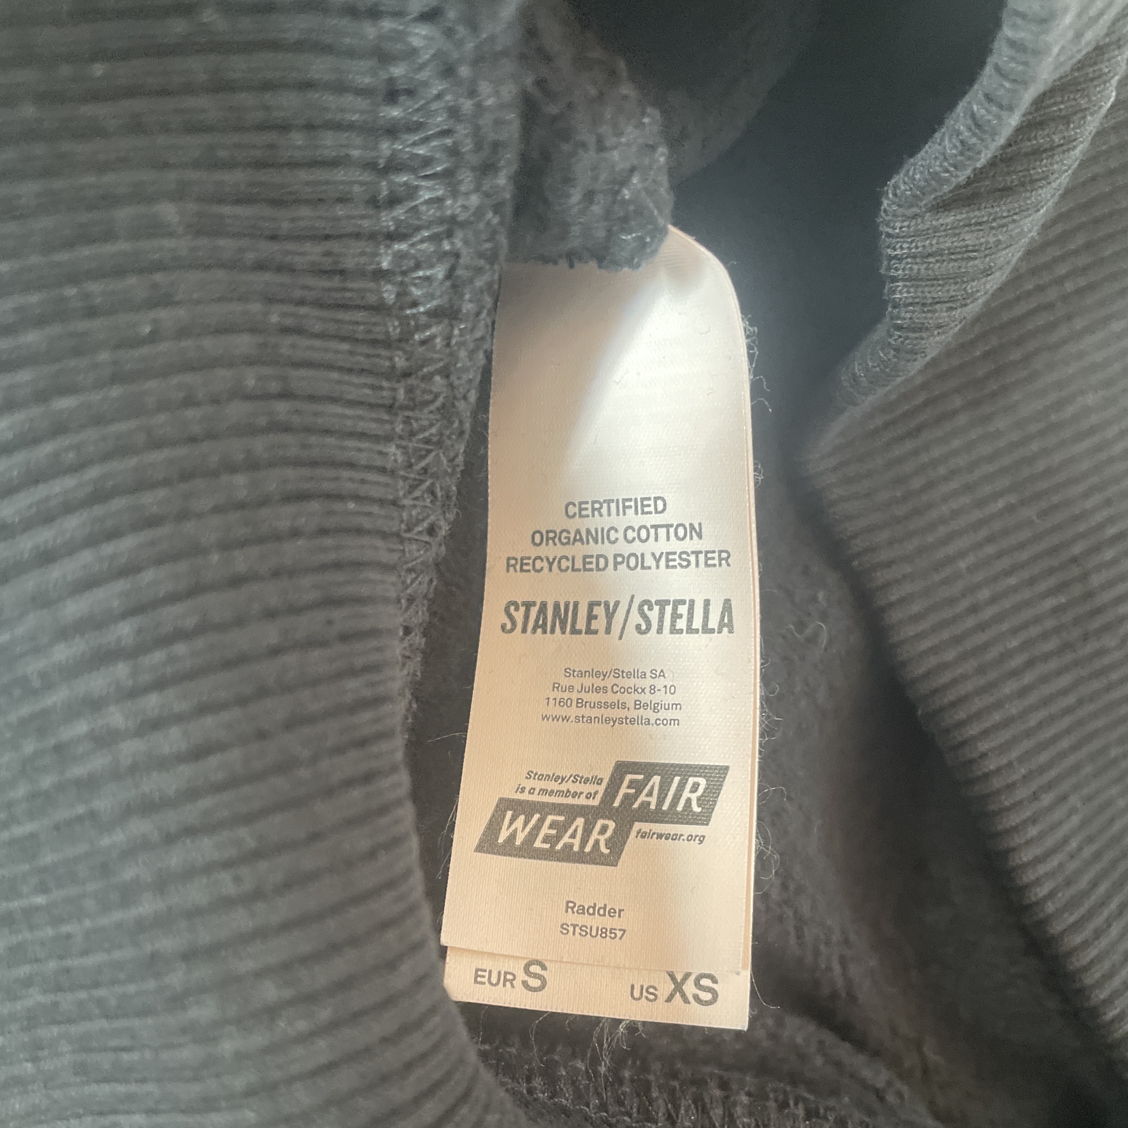 CERTIFIED
ORGANIC COTTON
RECYCLED POLYESTER
STANLEY/STELLA
Stanley/Stella SA
Rue Jules Cockx 8-10
1160 Brussels, Belgium
www.stanleystella.com
Stanley/Stella
is a member of
FAIR
WEAR
fairwear.org
Radder
STSU857
EUR S
US XS